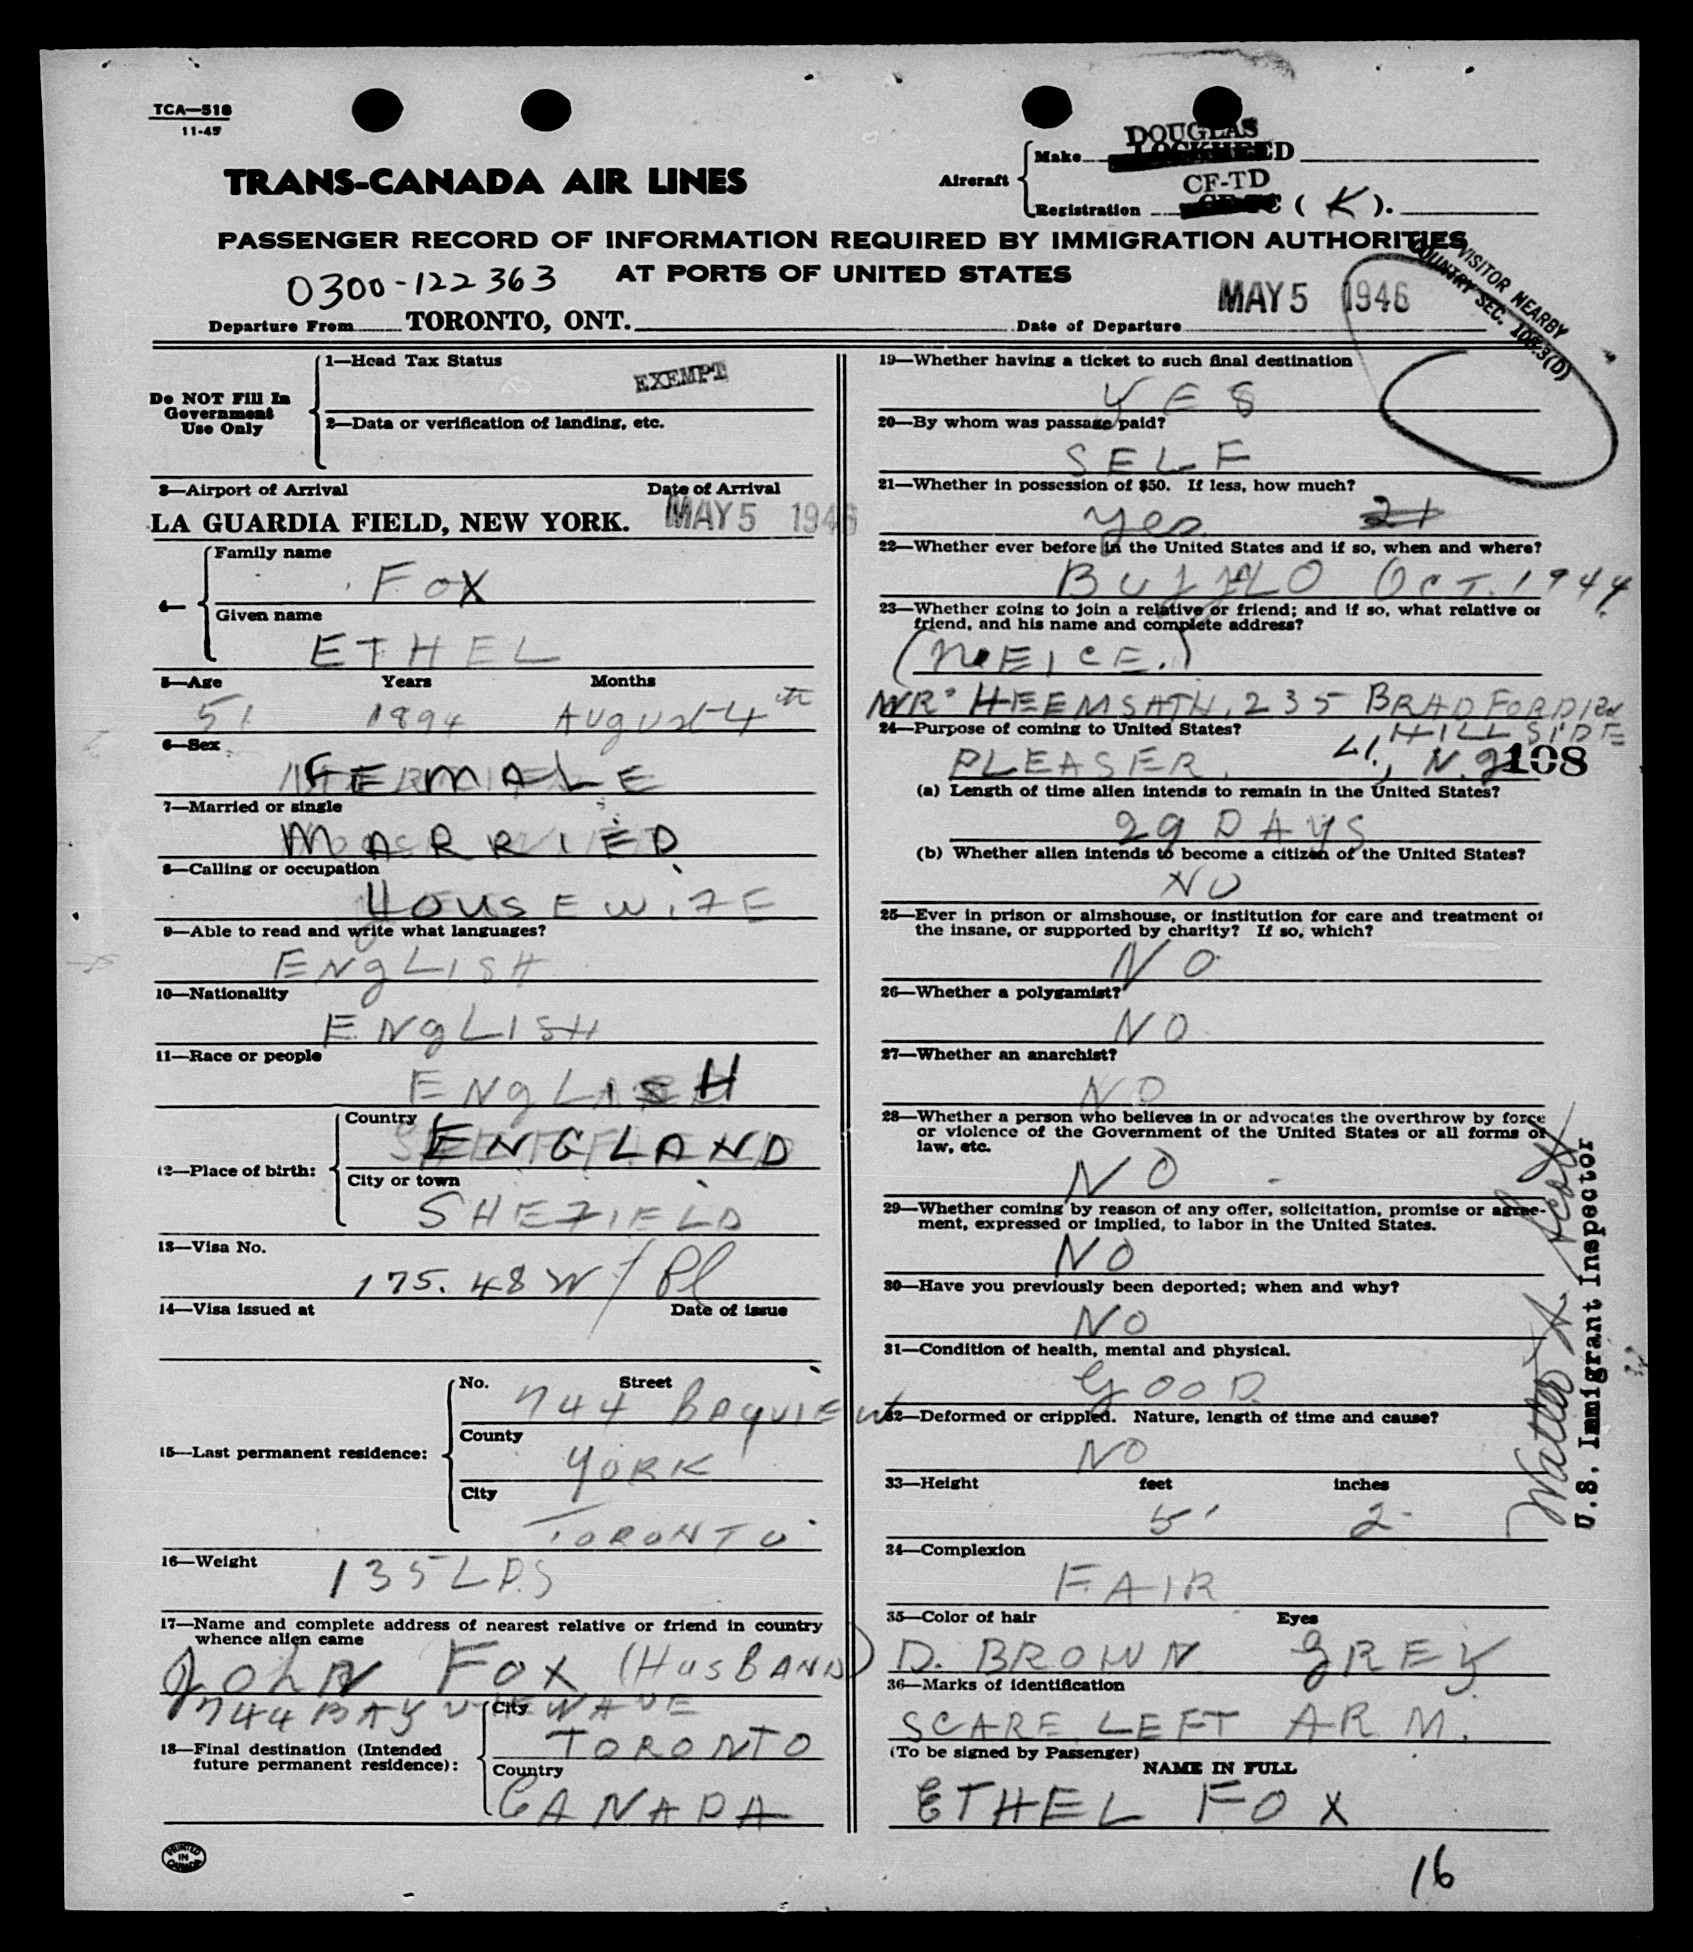 TCA—518
11-45
DOUGLAS
Make
Aircraft
CF-TD
TRANS-CANADA AIR LINES
Registration ( K ).
PASSENGER RECORD OF INFORMATION REQUIRED BY IMMIGRATION AUTHORITIES
AT PORTS OF UNITED STATES
0300-122363
VISITOR NEARBY
COUNTRY SEC.
MAY 5 1946
Departure From TORONTO, ONT. Date of Departure
Do NOT Fill In
Government
Use Only
1—Head Tax Status
EXEMPT
2—Data or verification of landing, etc.
3—Airport of Arrival Date of Arrival
LA GUARDIA FIELD, NEW YORK. MAY 5 1946
4—
Family name
FOX
Given name
ETHEL
5—Age Years Months
51 1894 AUgust 4th
6—Sex
FEMALE
7—Married or single
MARRIED
8—Calling or occupation
HOUSEWIFE
9—Able to read and write what languages?
ENgLISH
10—Nationality
ENgLISH
11—Race or people
ENgLISH
12—Place of birth:
Country
ENGLAND
City or town
SHEFIELD
13—Visa No.
175.48
14—Visa issued at Date of issue
15—Last permanent residence:
No. Street
744 BAyVIEW
County
YORK
City
TORONTO
16—Weight
135 LBS
17—Name and complete address of nearest relative or friend in country
whence alien came
JOHN FOX (HUSBAND)
744 BAyVIEW AVE
18—Final destination (Intended
future permanent residence):
City
TORONTO
Country
CANADA
PRINTED
IN
CANADA
19—Whether having a ticket to such final destination
YES
20—By whom was passage paid?
SELF
21—Whether in possession of $50. If less, how much?
yes 21
22—Whether ever before in the United States and if so, when and where?
OCT. 1944
23—Whether going to join a relative or friend; and if so, what relative or
friend, and his name and complete address?
(NEICE.)
HEEMSATH, 235 BRADFORD
HILLSIDE
24—Purpose of coming to United States?
PLEASER. 108
(a) Length of time alien intends to remain in the United States?
29 DAYS
(b) Whether alien intends to become a citizen of the United States?
NO
25—Ever in prison or almshouse, or institution for care and treatment of
the insane, or supported by charity? If so, which?
NO
26—Whether a polygamist?
NO
27—Whether an anarchist?
NO
28—Whether a person who believes in or advocates the overthrow by force
or violence of the Government of the United States or all forms of
law, etc.
NO
29—Whether coming by reason of any offer, solicitation, promise or agree-
ment, expressed or implied, to labor in the United States.
NO
30—Have you previously been deported; when and why?
NO
31—Condition of health, mental and physical.
gOOD
32—Deformed or crippled. Nature, length of time and cause?
NO
33—Height feet inches
5' 2
34—Complexion
FAIR
35—Color of hair Eyes
D. BROWN gREY
36—Marks of identification
SCARE LEFT ARM.
(To be signed by Passenger)
NAME IN FULL
ETHEL FOX
16
U.S. Immigrant Inspector